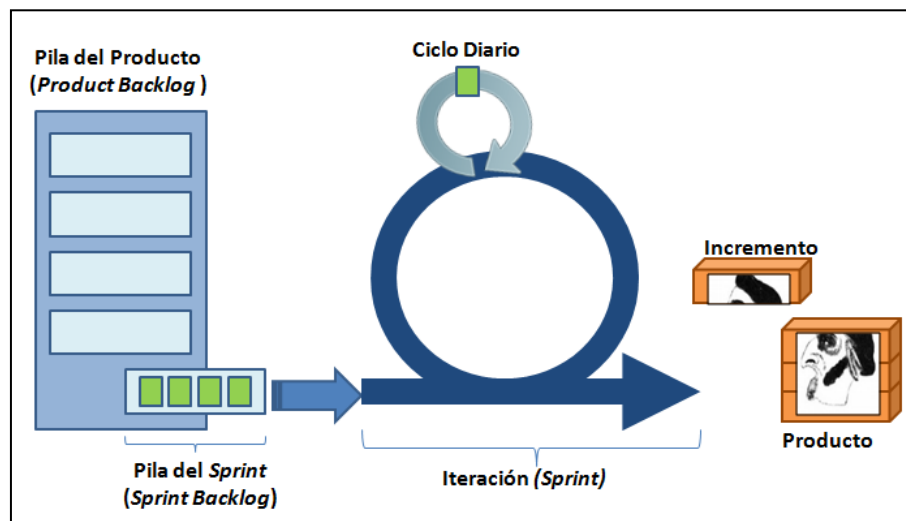 Pila del Producto
(Product Backlog )
Ciclo Diario
Incremento
Producto
Pila del Sprint
(Sprint Backlog)
Iteración (Sprint)